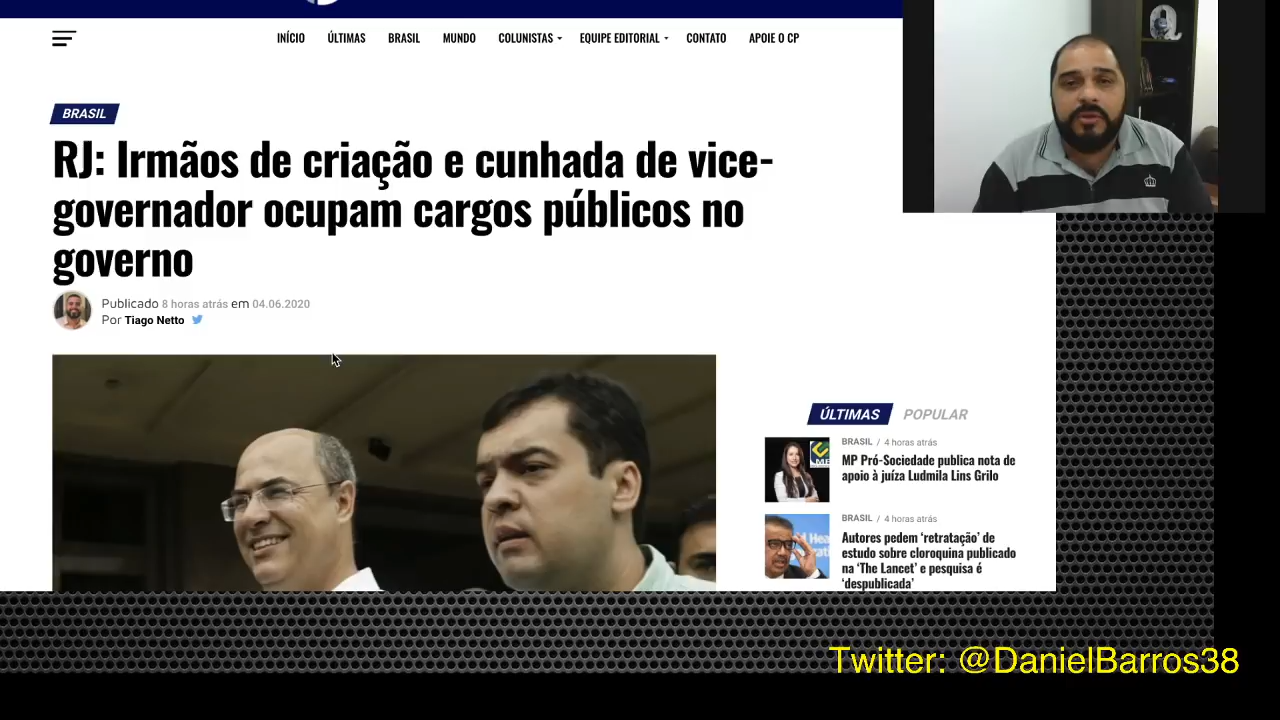 INÍCIO ÚLTIMAS BRASIL MUNDO COLUNISTAS EQUIPE EDITORIAL CONTATO APOIE O CP
BRASIL
RJ: Irmãos de criação e cunhada de vice-
governador ocupam cargos públicos no
governo
Publicado 8 horas atrás em 04.06.2020
Por Tiago Netto
ÚLTIMAS POPULAR
BRASIL / 4 horas atrás
MP Pró-Sociedade publica nota de
apoio à juíza Ludmila Lins Grilo
BRASIL / 4 horas atrás
Autores pedem ‘retratação’ de
estudo sobre cloroquina publicado
na ‘The Lancet’ e pesquisa é
‘despublicada’
Twitter: @DanielBarros38